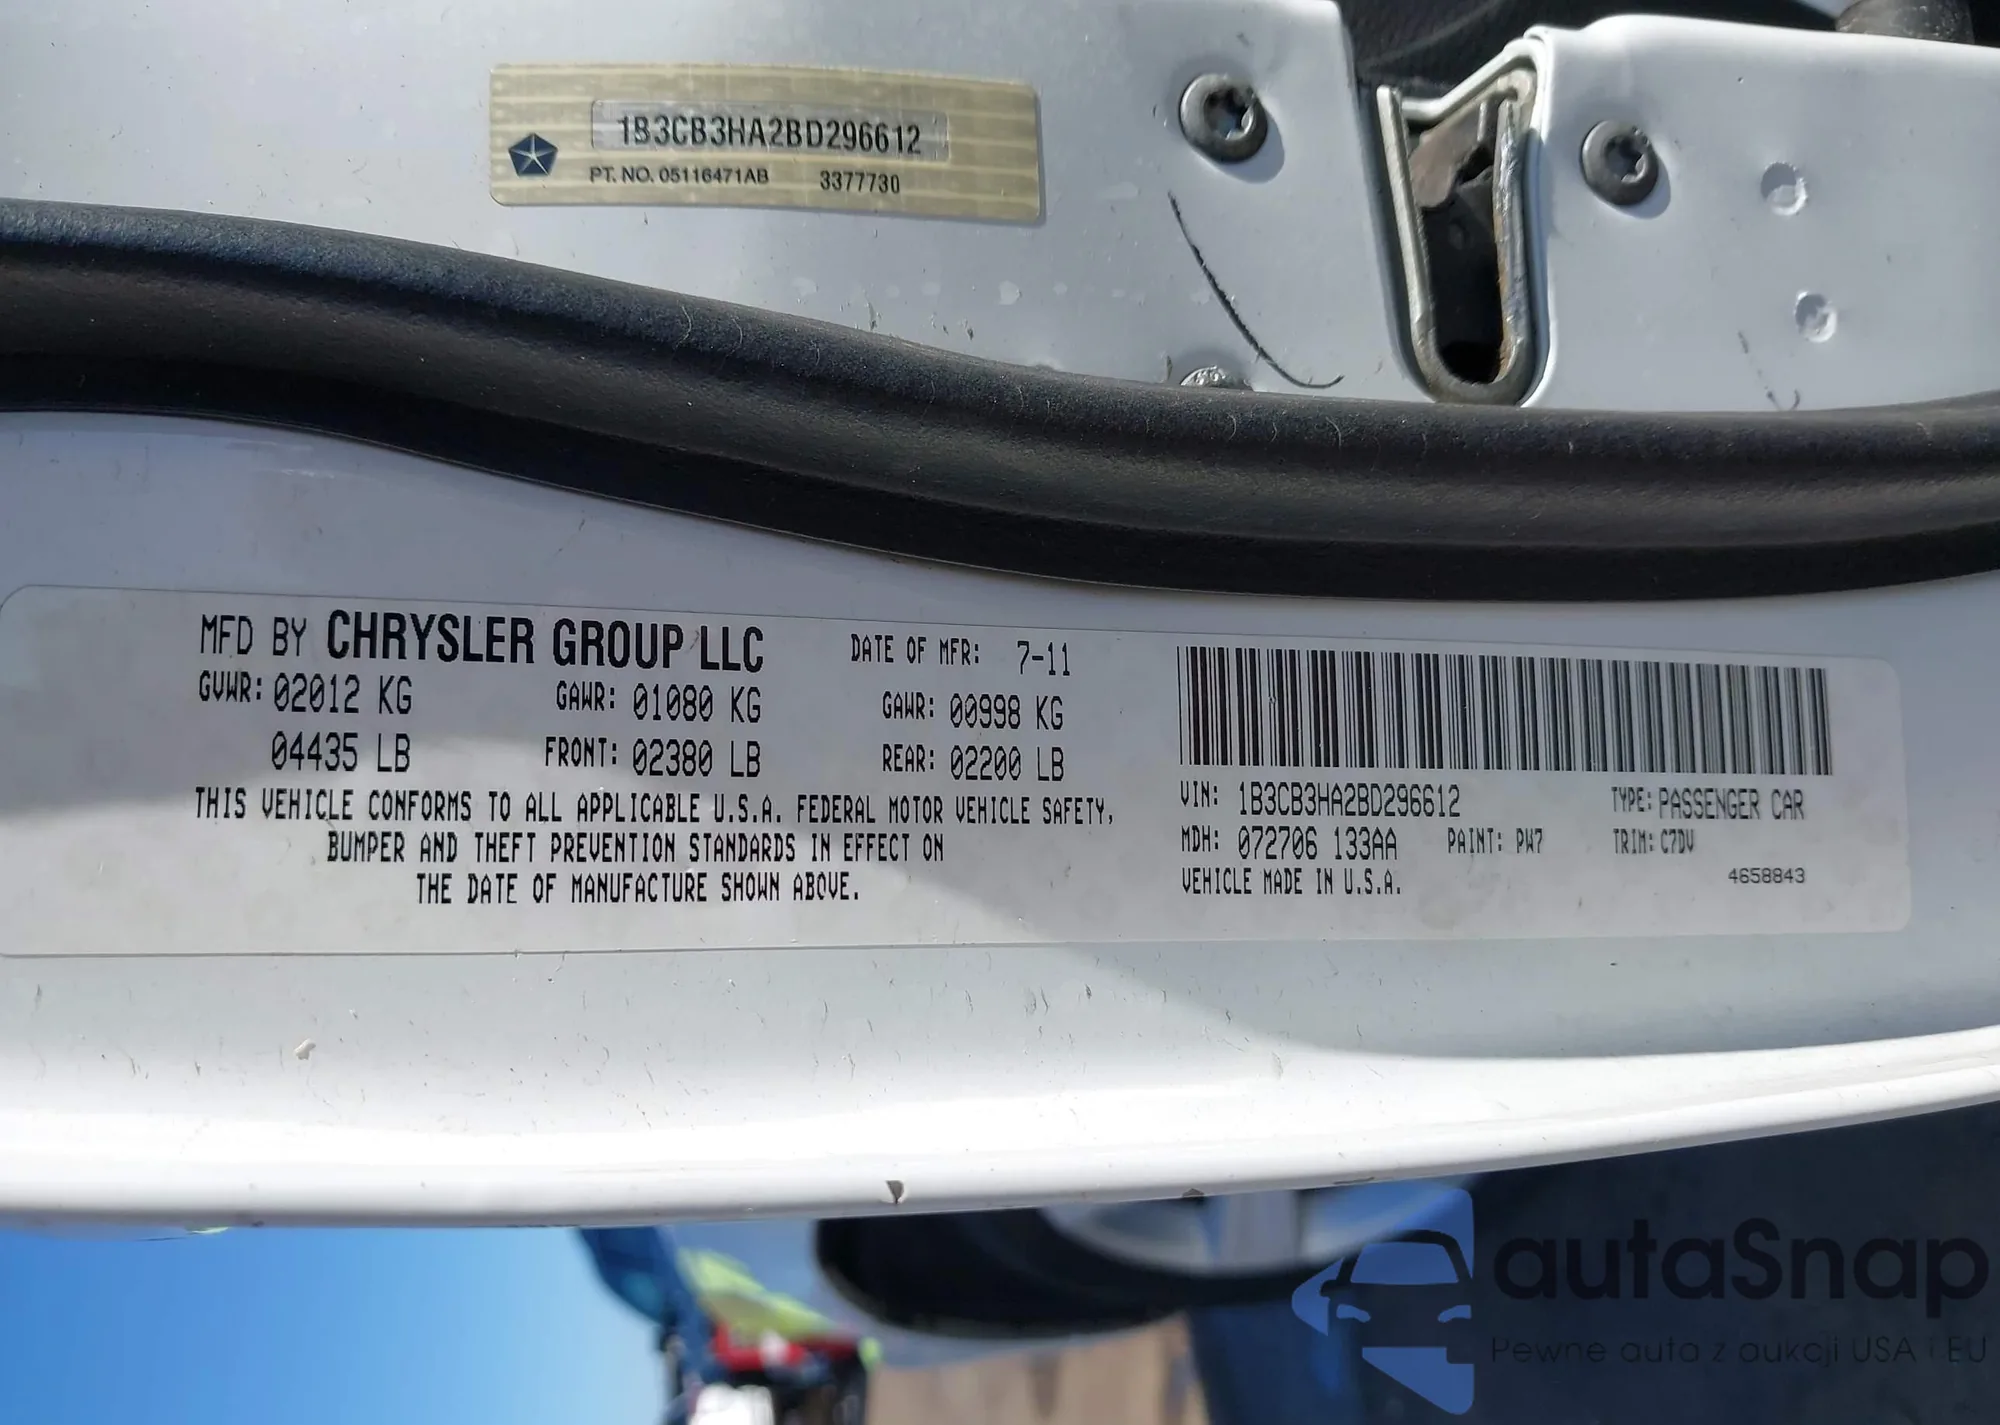 1B3CB3HA2BD296612
PT. NO. 05116471AB 3377730
MFD BY CHRYSLER GROUP LLC DATE OF MFR: 7-11
GVWR: 02012 KG GAWR: 01080 KG GAWR: 00998 KG
04435 LB FRONT: 02380 LB REAR: 02200 LB
THIS VEHICLE CONFORMS TO ALL APPLICABLE U.S.A. FEDERAL MOTOR VEHICLE SAFETY,
BUMPER AND THEFT PREVENTION STANDARDS IN EFFECT ON
THE DATE OF MANUFACTURE SHOWN ABOVE.
VIN: 1B3CB3HA2BD296612 TYPE: PASSENGER CAR
MDH: 072706 133AA PAINT: PW7 TRIM: C7DV
VEHICLE MADE IN U.S.A. 4658843
autaSnap
Pewne auta z aukcji USA i EU